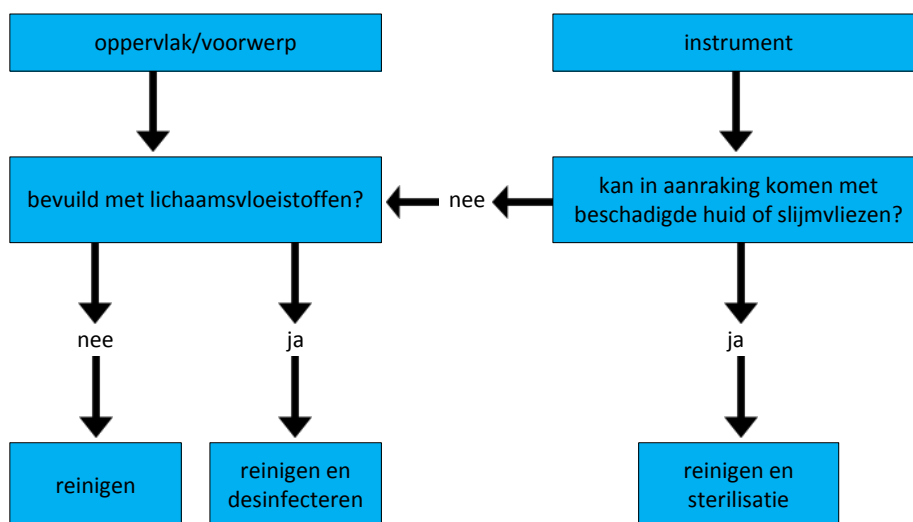 oppervlak/voorwerp
instrument
bevuild met lichaamsvloeistoffen?
nee
kan in aanraking komen met
beschadigde huid of slijmvliezen?
nee
ja
ja
reinigen
reinigen en
desinfecteren
reinigen en
sterilisatie